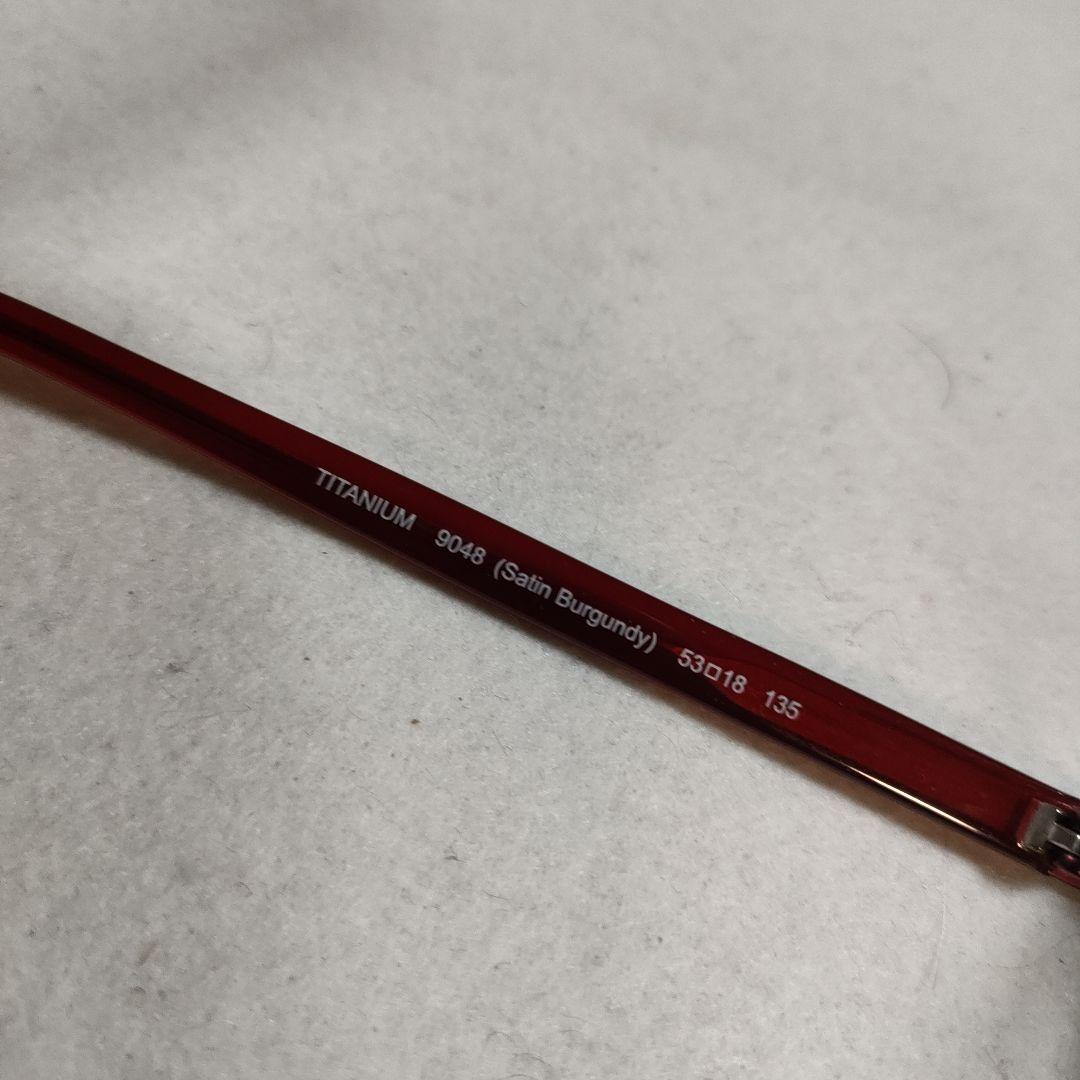 TITANIUM 9048 (Satin Burgundy) 53□18 135